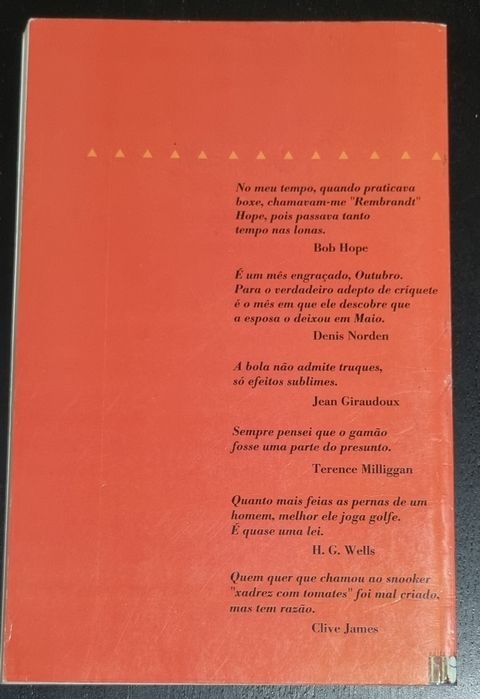 No meu tempo, quando praticava
boxe, chamavam-me "Rembrandt"
Hope, pois passava tanto
tempo nas lonas.
Bob Hope
É um mês engraçado, Outubro.
Para o verdadeiro adepto de críquete
é o mês em que ele descobre que
a esposa o deixou em Maio.
Denis Norden
A bola não admite truques,
só efeitos sublimes.
Jean Giraudoux
Sempre pensei que o gamão
fosse uma parte do presunto.
Terence Milliggan
Quanto mais feias as pernas de um
homem, melhor ele joga golfe.
É quase uma lei.
H. G. Wells
Quem quer que chamou ao snooker
"xadrez com tomates" foi mal criado,
mas tem razão.
Clive James